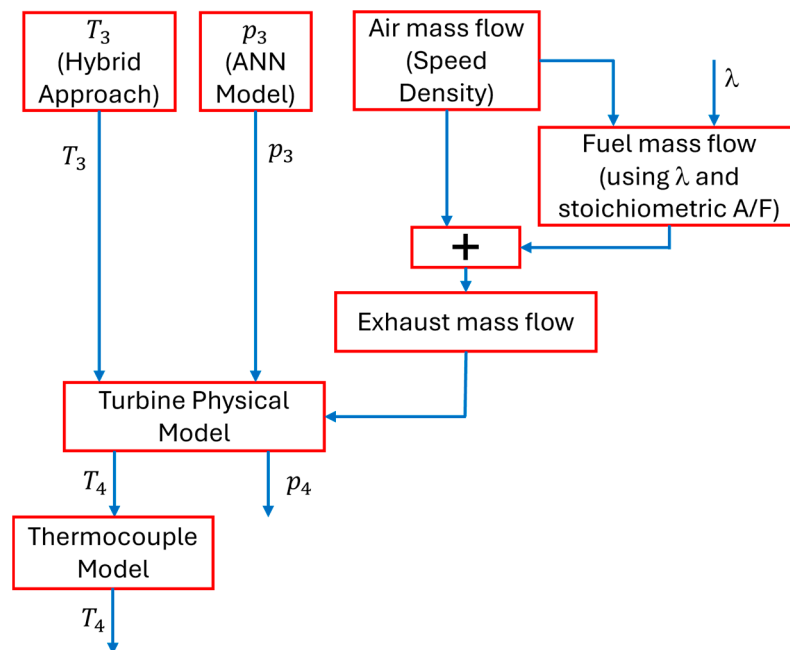 T₃
(Hybrid
Approach)
p₃
(ANN
Model)
Air mass flow
(Speed
Density)
λ
T₃
p₃
Fuel mass flow
(using λ and
stoichiometric A/F)
+
Exhaust mass flow
Turbine Physical
Model
T₄
p₄
Thermocouple
Model
T₄